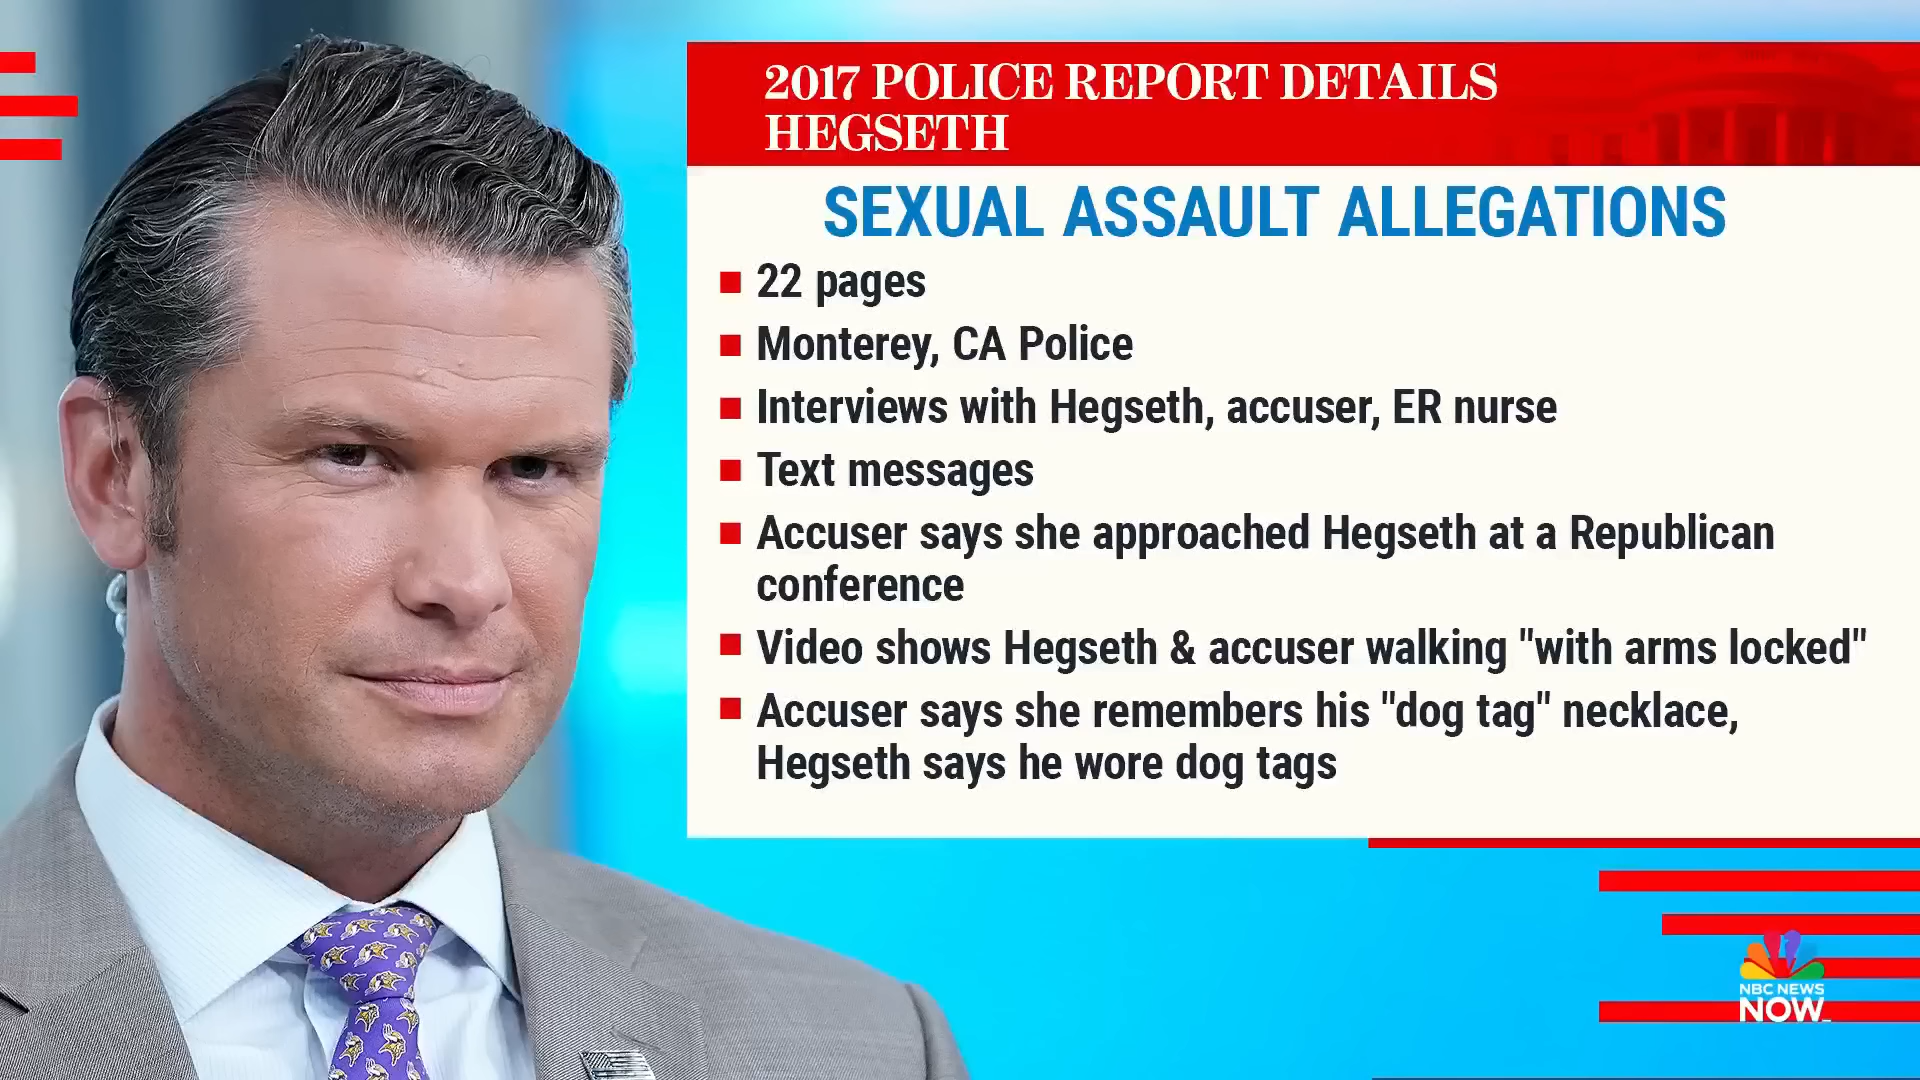 2017 POLICE REPORT DETAILS
HEGSETH
SEXUAL ASSAULT ALLEGATIONS
22 pages
Monterey, CA Police
Interviews with Hegseth, accuser, ER nurse
Text messages
Accuser says she approached Hegseth at a Republican
conference
Video shows Hegseth & accuser walking "with arms locked"
Accuser says she remembers his "dog tag" necklace,
Hegseth says he wore dog tags
NBC NEWS
NOW